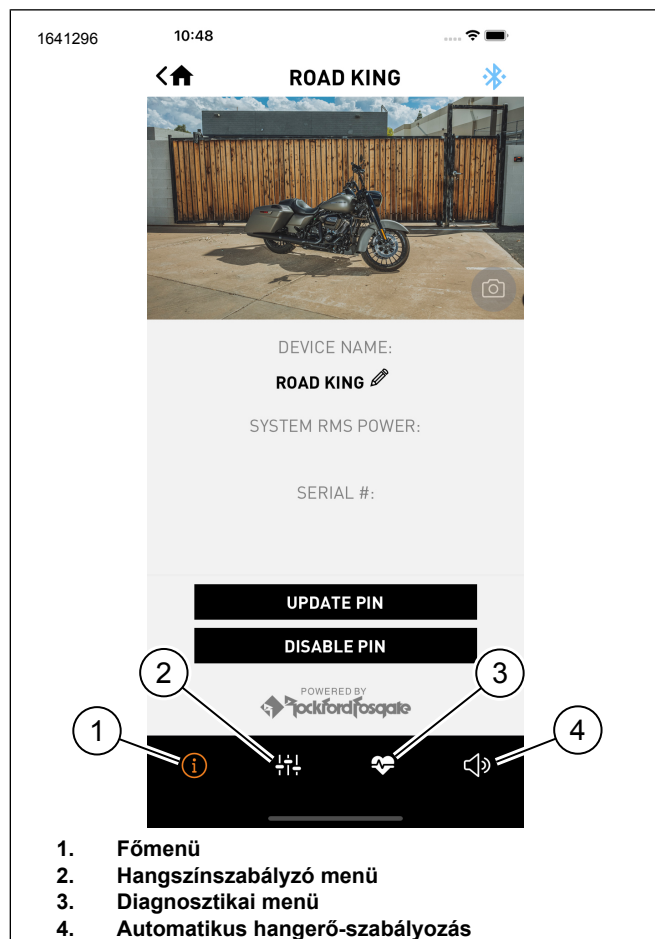 1641296
10:48
ROAD KING
DEVICE NAME:
ROAD KING
SYSTEM RMS POWER:
SERIAL #:
UPDATE PIN
DISABLE PIN
2
3
POWERED BY
Rockford Fosgate
1
4
1. Főmenü
2. Hangszínszabályzó menü
3. Diagnosztikai menü
4. Automatikus hangerő-szabályozás